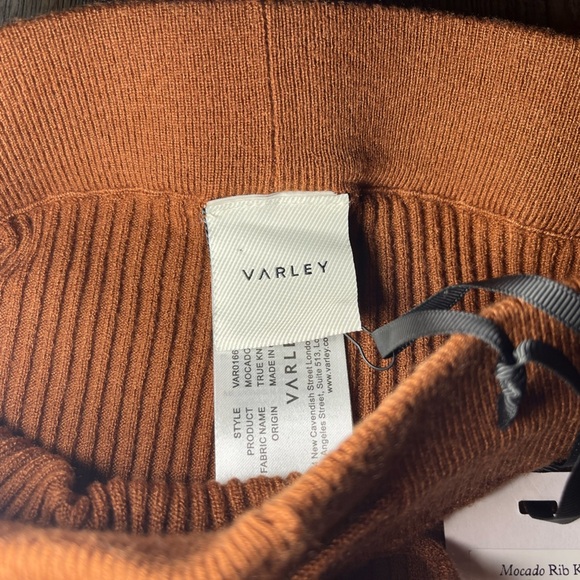 VARLEY
STYLE VAR0166
PRODUCT MOCADO
FABRIC NAME TRUE KN
ORIGIN MADE IN
VARLEY
New Cavendish Street London
Angeles Street, Suite 513, Lo
www.varley.co
Mocado Rib K